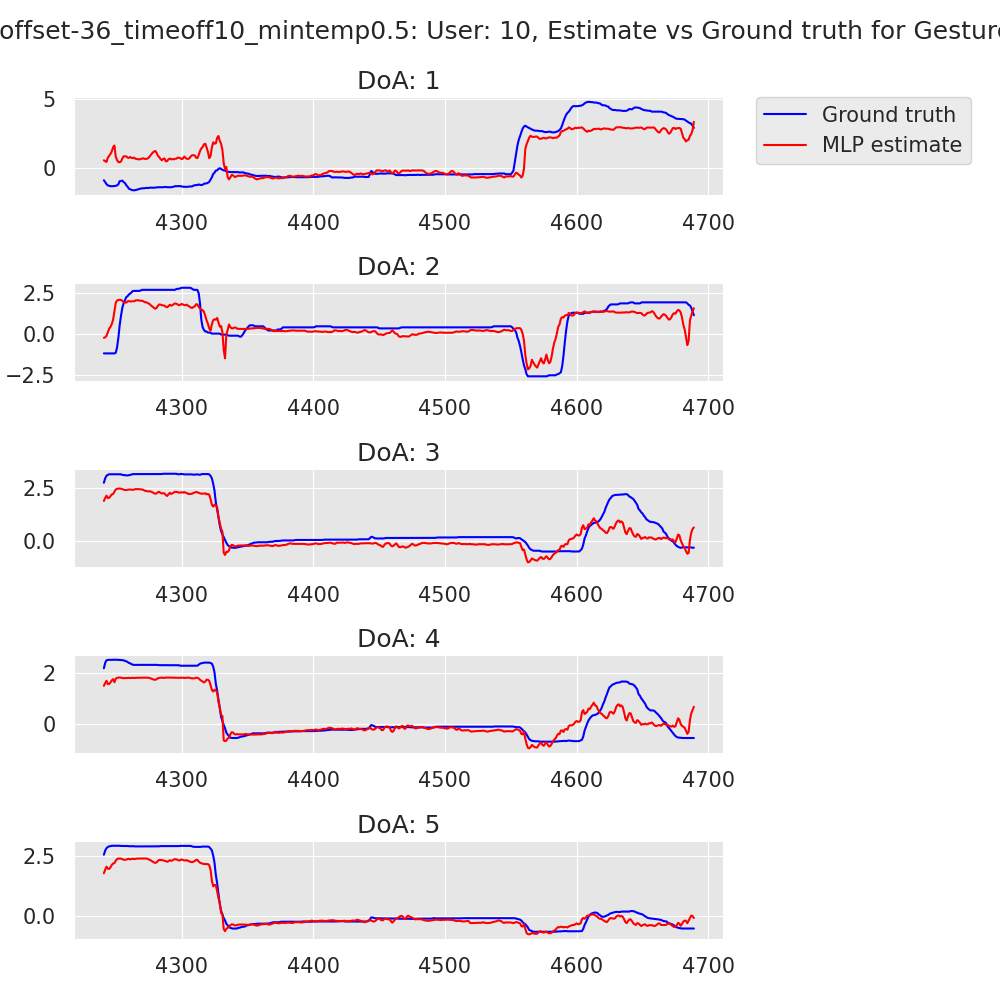 offset-36_timeoff10_mintemp0.5: User: 10, Estimate vs Ground truth for Gesture
DoA: 1
5
0
4300 4400 4500 4600 4700
Ground truth
MLP estimate
DoA: 2
2.5
0.0
−2.5
4300 4400 4500 4600 4700
DoA: 3
2.5
0.0
4300 4400 4500 4600 4700
DoA: 4
2
0
4300 4400 4500 4600 4700
DoA: 5
2.5
0.0
4300 4400 4500 4600 4700